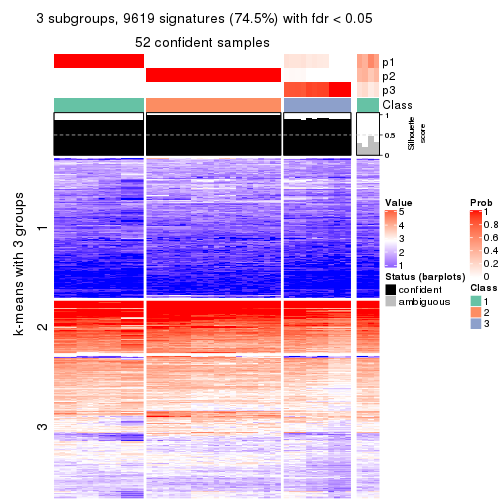 3 subgroups, 9619 signatures (74.5%) with fdr < 0.05
52 confident samples
p1
p2
p3
Class
1
0.5
0
Silhouette
score
k-means with 3 groups
1
2
3
Value
5
4
3
2
1
Status (barplots)
confident
ambiguous
Prob
1
0.8
0.6
0.4
0.2
0
Class
1
2
3